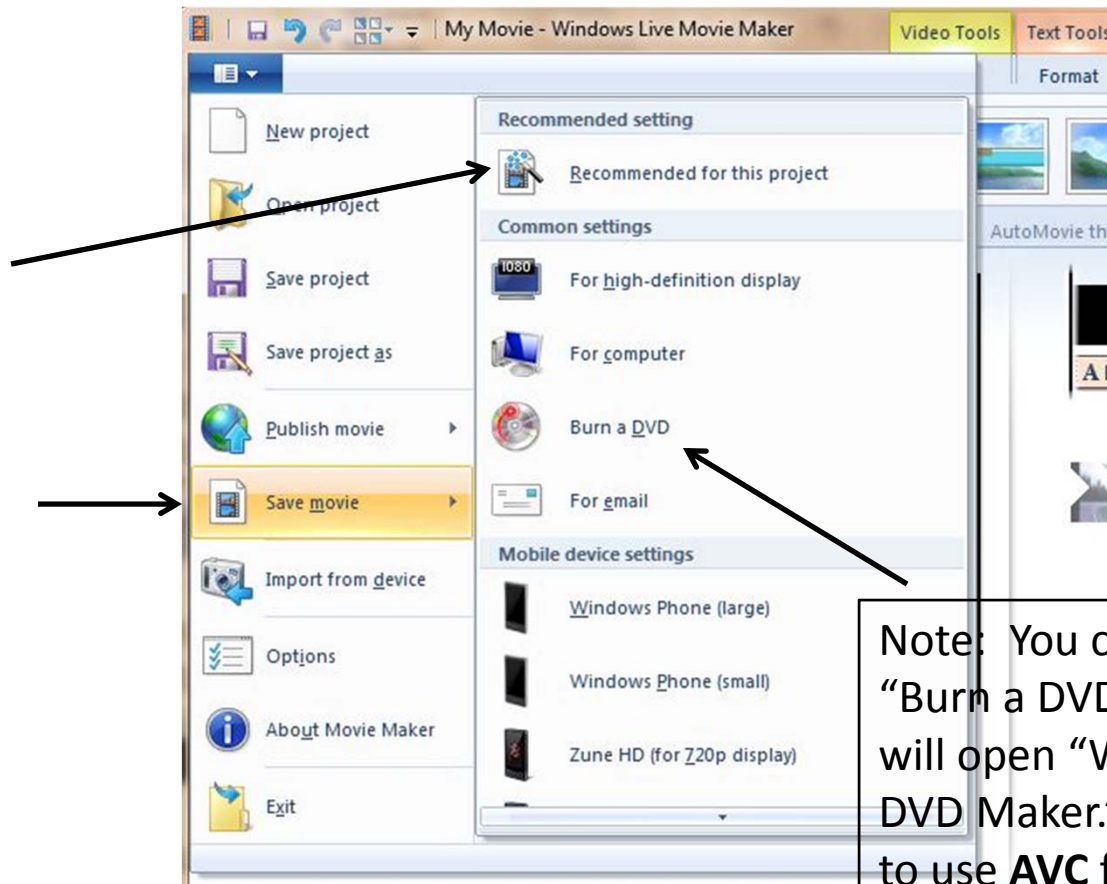 My Movie - Windows Live Movie Maker
Video Tools
Text Tools
Format
New project
Open project
Save project
Save project as
Publish movie
Save movie
Import from device
Options
About Movie Maker
Exit
Recommended setting
Recommended for this project
Common settings
1080
For high-definition display
For computer
Burn a DVD
For email
Mobile device settings
Windows Phone (large)
Windows Phone (small)
Zune HD (for 720p display)
AutoMovie th
A
Note: You
“Burn a DVD
will open “
DVD Maker.”
to use AVC